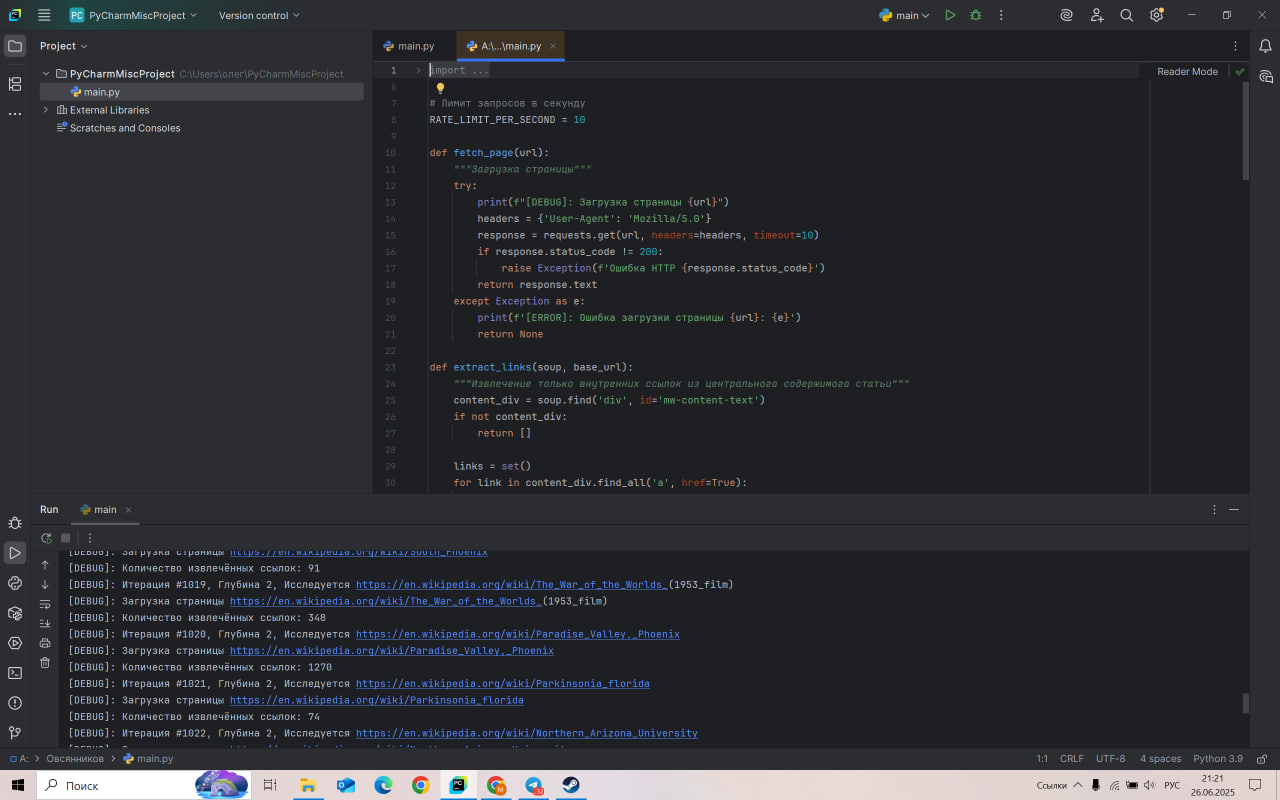 PC PyCharmMiscProject Version control main
Project
PyCharmMiscProject C:\Users\олег\PyCharmMiscProject
main.py
External Libraries
Scratches and Consoles
main.py A:\...\main.py
Reader Mode
1 import ...
6
7 # Лимит запросов в секунду
8 RATE_LIMIT_PER_SECOND = 10
9
10 def fetch_page(url):
11 """Загрузка страницы"""
12 try:
13 print(f"[DEBUG]: Загрузка страницы {url}")
14 headers = {'User-Agent': 'Mozilla/5.0'}
15 response = requests.get(url, headers=headers, timeout=10)
16 if response.status_code != 200:
17 raise Exception(f'Ошибка HTTP {response.status_code}')
18 return response.text
19 except Exception as e:
20 print(f'[ERROR]: Ошибка загрузки страницы {url}: {e}')
21 return None
22
23 def extract_links(soup, base_url):
24 """Извлечение только внутренних ссылок из центрального содержимого статьи"""
25 content_div = soup.find('div', id='mw-content-text')
26 if not content_div:
27 return []
28
29 links = set()
30 for link in content_div.find_all('a', href=True):
Run main
[DEBUG]: Загрузка страницы https://en.wikipedia.org/wiki/South_Phoenix
[DEBUG]: Количество извлечённых ссылок: 91
[DEBUG]: Итерация #1019, Глубина 2, Исследуется https://en.wikipedia.org/wiki/The_War_of_the_Worlds_(1953_film)
[DEBUG]: Загрузка страницы https://en.wikipedia.org/wiki/The_War_of_the_Worlds_(1953_film)
[DEBUG]: Количество извлечённых ссылок: 348
[DEBUG]: Итерация #1020, Глубина 2, Исследуется https://en.wikipedia.org/wiki/Paradise_Valley,_Phoenix
[DEBUG]: Загрузка страницы https://en.wikipedia.org/wiki/Paradise_Valley,_Phoenix
[DEBUG]: Количество извлечённых ссылок: 1270
[DEBUG]: Итерация #1021, Глубина 2, Исследуется https://en.wikipedia.org/wiki/Parkinsonia_florida
[DEBUG]: Загрузка страницы https://en.wikipedia.org/wiki/Parkinsonia_florida
[DEBUG]: Количество извлечённых ссылок: 74
[DEBUG]: Итерация #1022, Глубина 2, Исследуется https://en.wikipedia.org/wiki/Northern_Arizona_University
A: Овсянников main.py 1:1 CRLF UTF-8 4 spaces Python 3.9
Поиск Ссылки РУС 21:21
26.06.2025